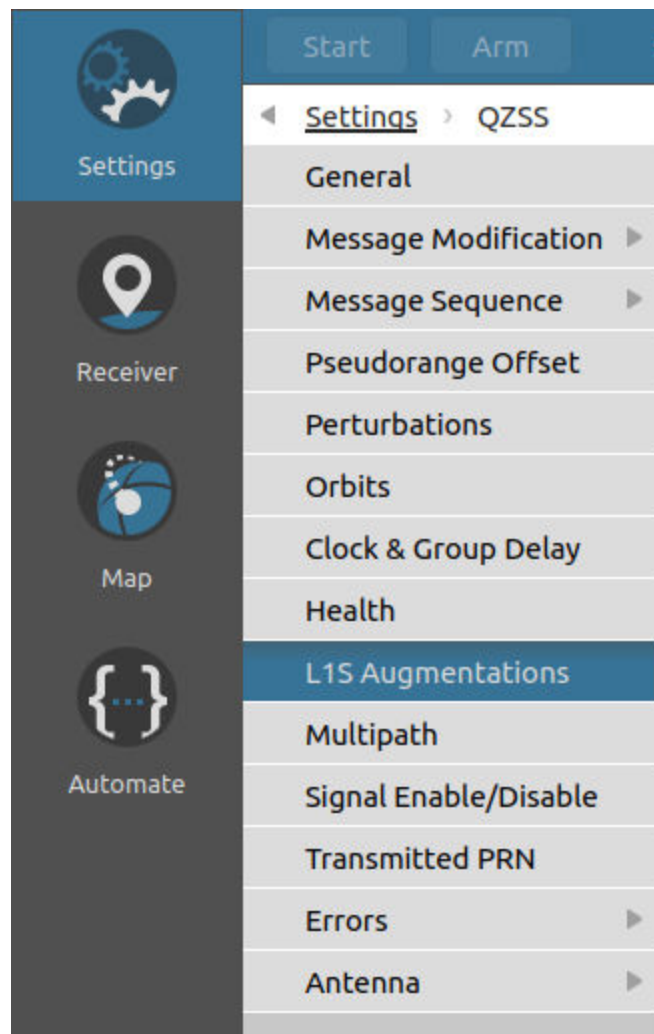 Start Arm
Settings › QZSS
Settings
General
Message Modification
Message Sequence
Receiver
Pseudorange Offset
Perturbations
Orbits
Map
Clock & Group Delay
Health
L1S Augmentations
Multipath
Automate
Signal Enable/Disable
Transmitted PRN
Errors
Antenna